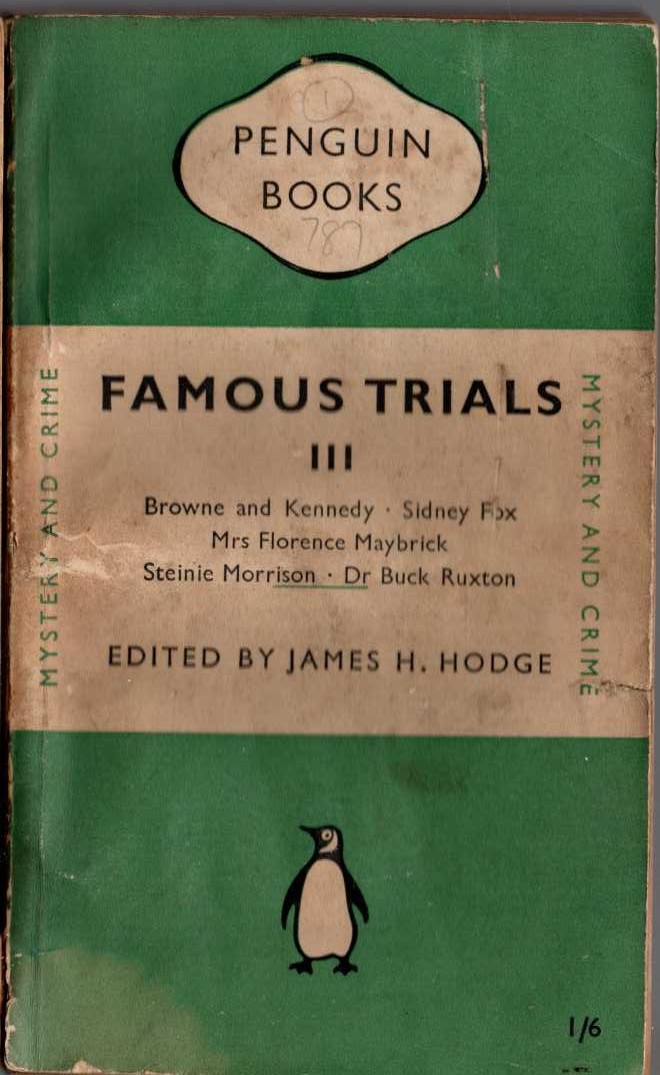 1
PENGUIN
BOOKS
787
MYSTERY AND CRIME
FAMOUS TRIALS
III
Browne and Kennedy · Sidney Fox
Mrs Florence Maybrick
Steinie Morrison · Dr Buck Ruxton
EDITED BY JAMES H. HODGE
MYSTERY AND CRIME
1/6